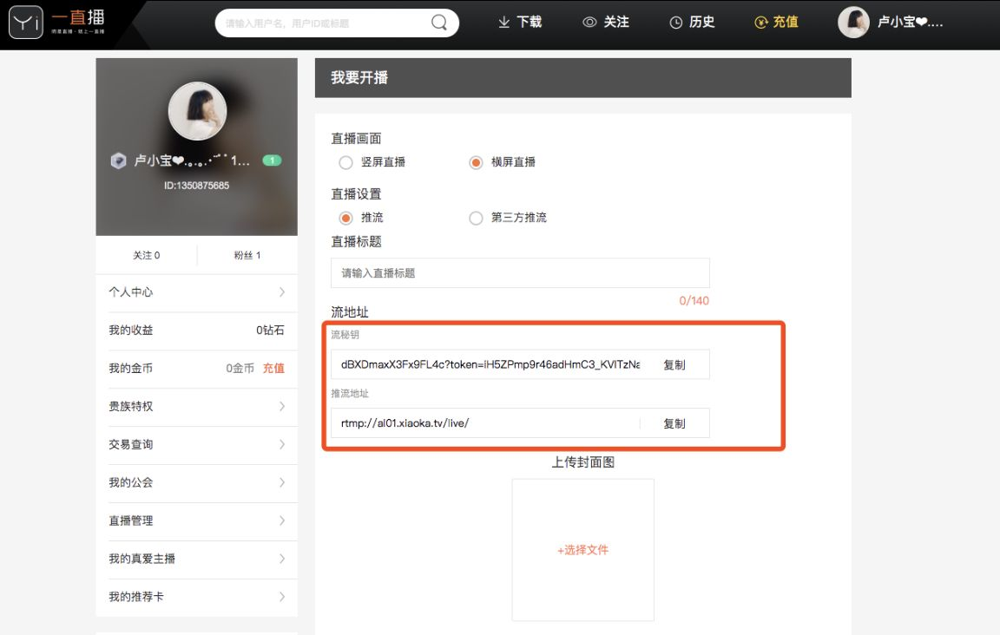 Yi 一直播
明星直播·就上一直播
请输入用户名，用户ID或标题
下载
关注
历史
充值
卢小宝❤....
卢小宝❤.｡.｡.·¨ﾟﾟ1... 1
ID:1350875685
关注 0
粉丝 1
个人中心
我的收益 0钻石
我的金币 0金币 充值
贵族特权
交易查询
我的公会
直播管理
我的真爱主播
我的推荐卡
我要开播
直播画面
竖屏直播 横屏直播
直播设置
推流 第三方推流
直播标题
请输入直播标题
0/140
流地址
流秘钥
dBXDmaxX3Fx9FL4c?token=iH5ZPmp9r46adHmC3_KVITzNa 复制
推流地址
rtmp://al01.xiaoka.tv/live/ 复制
上传封面图
+选择文件